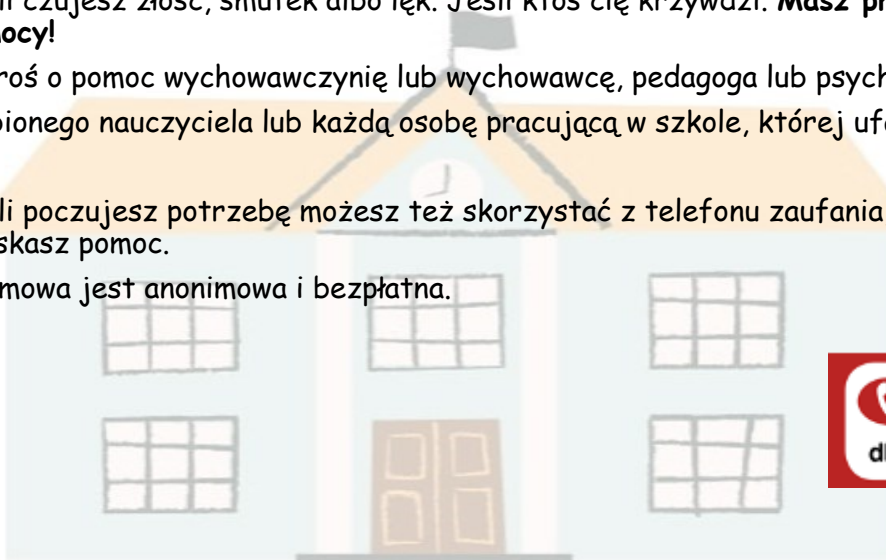 czujesz złość, smutek albo lęk. Jeśli ktoś cię krzywdzi. Masz
roś o pomoc wychowawczynię lub wychowawcę, pedagoga lub psych
bionego nauczyciela lub każdą osobę pracującą w szkole, której uf
li poczujesz potrzebę możesz też skorzystać z telefonu zaufania
skasz pomoc.
mowa jest anonimowa i bezpłatna.